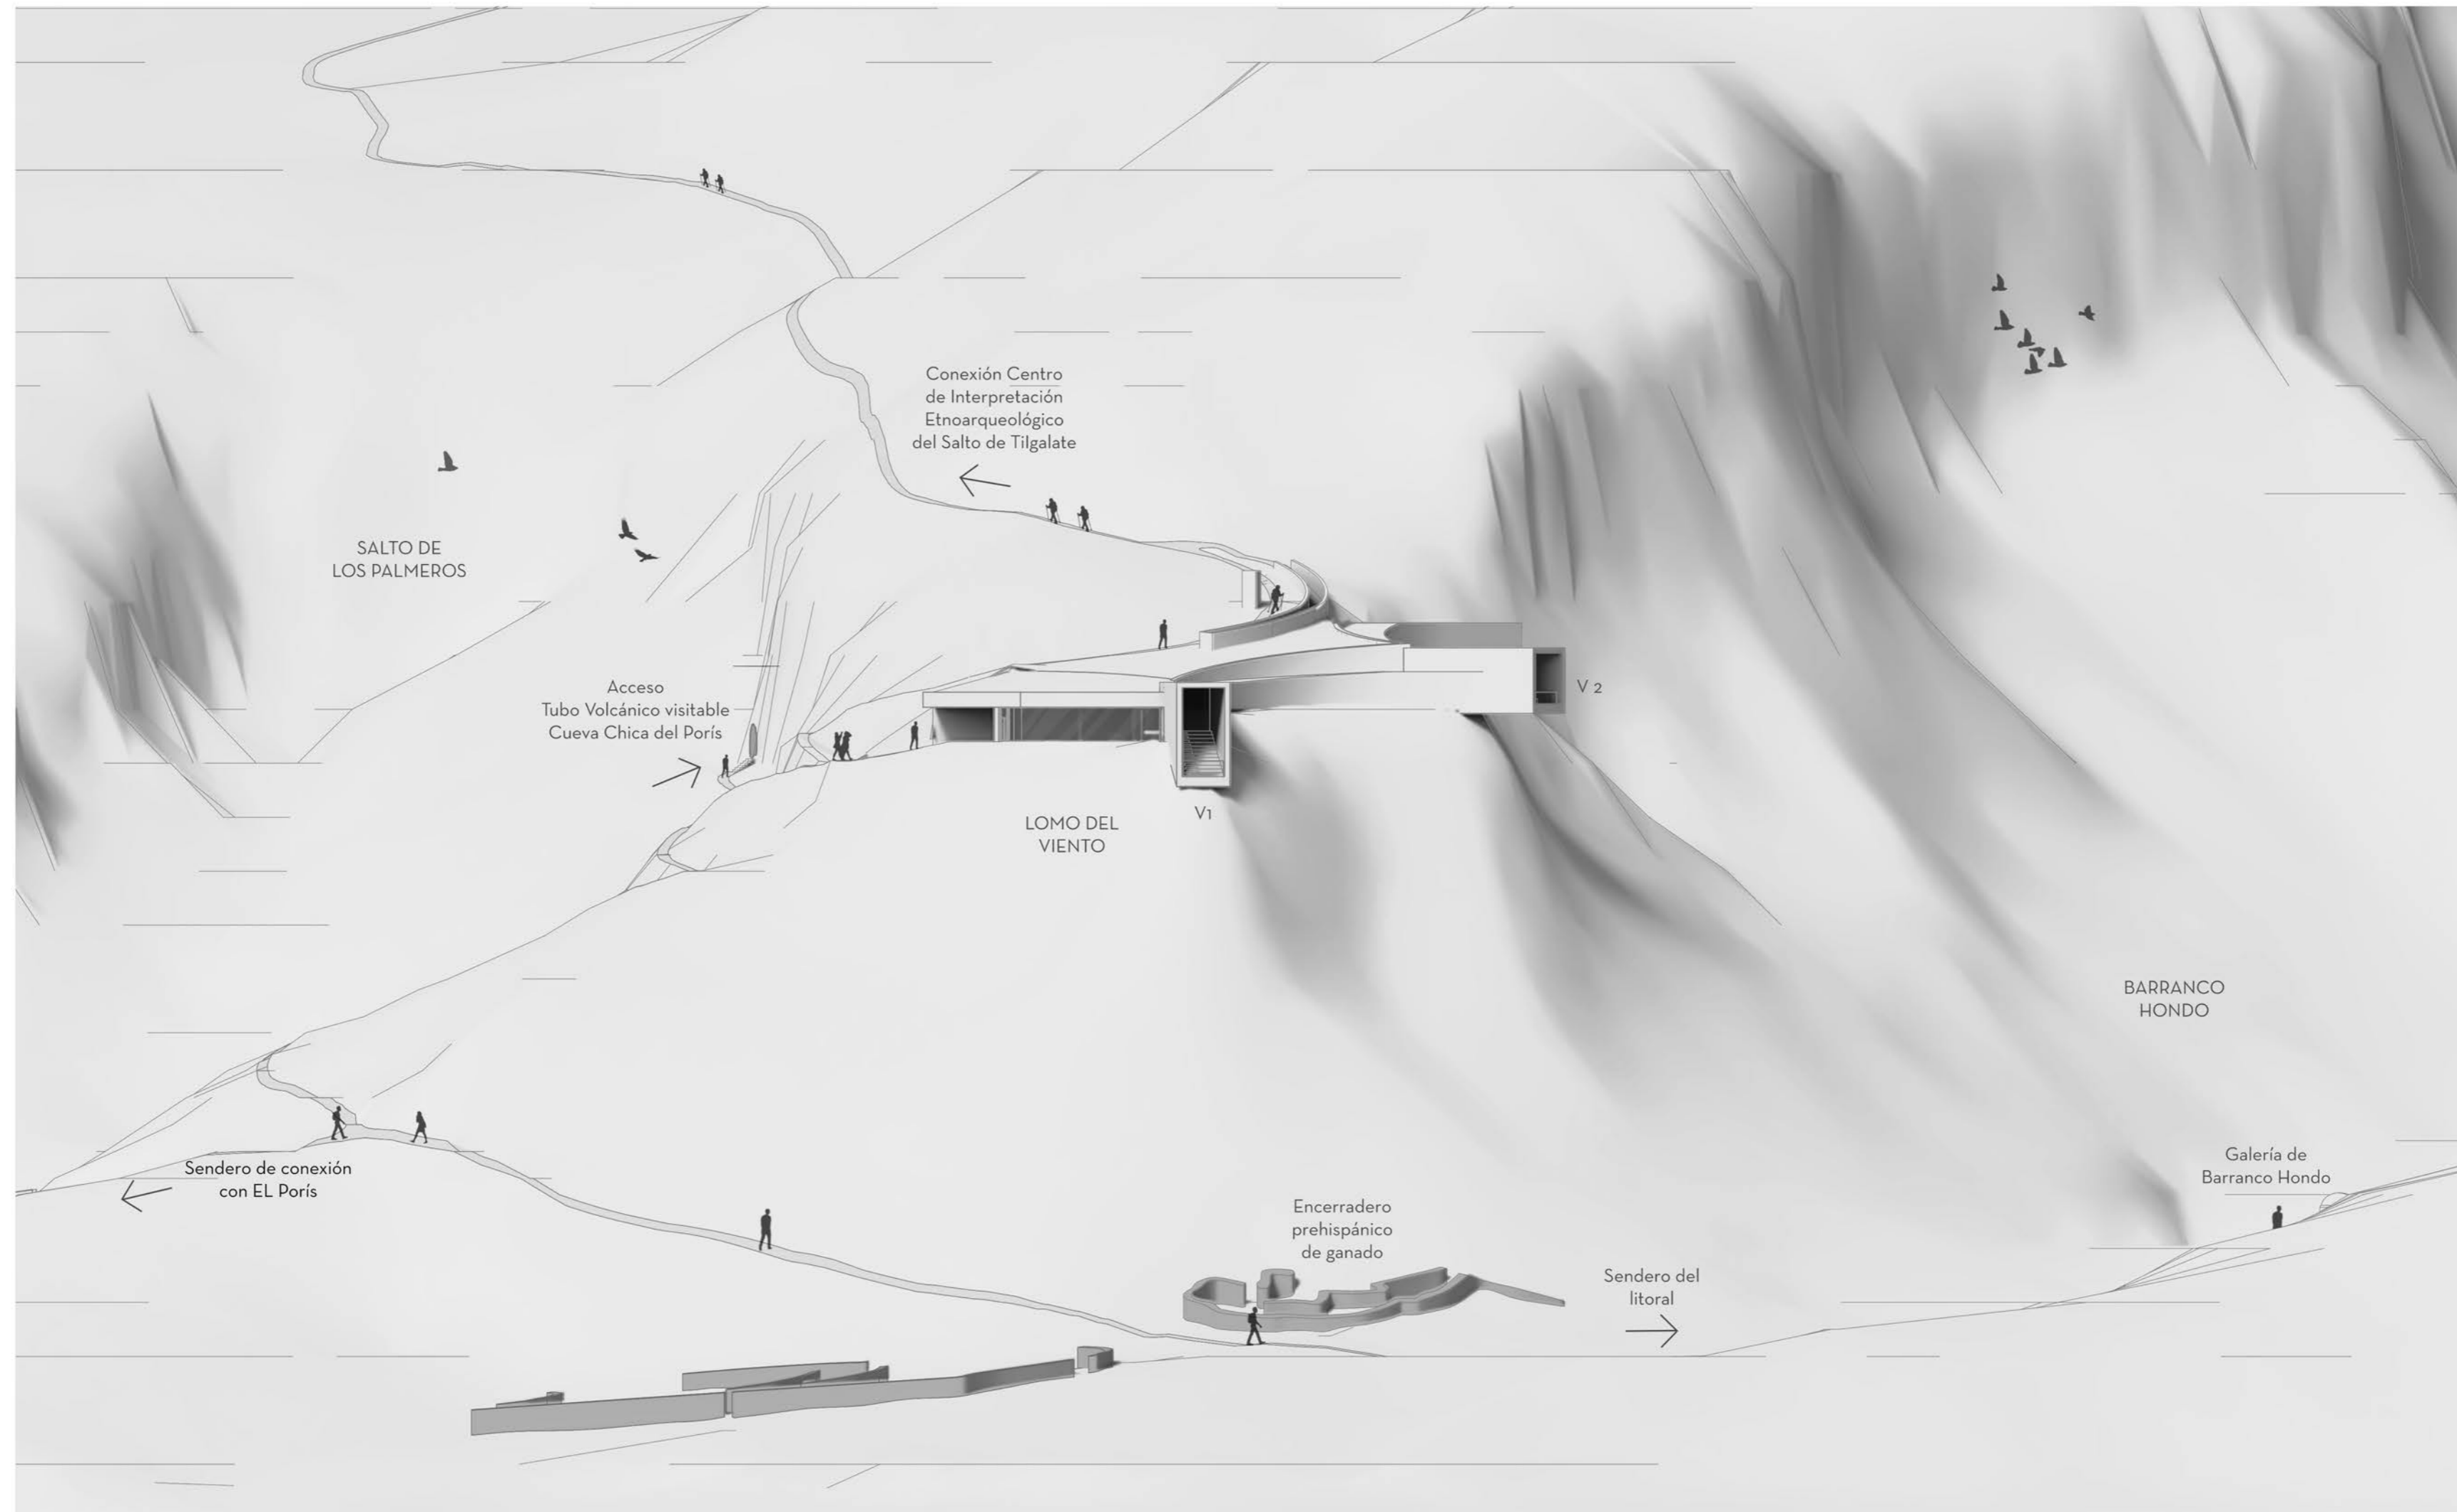 Conexión Centro
de Interpretación
Etnoarqueológico
del Salto de Tilgalate
SALTO DE
LOS PALMEROS
Acceso
Tubo Volcánico visitable
Cueva Chica del Porís
V 2
V1
LOMO DEL
VIENTO
BARRANCO
HONDO
Sendero de conexión
con EL Porís
Galería de
Barranco Hondo
Encerradero
prehispánico
de ganado
Sendero del
litoral